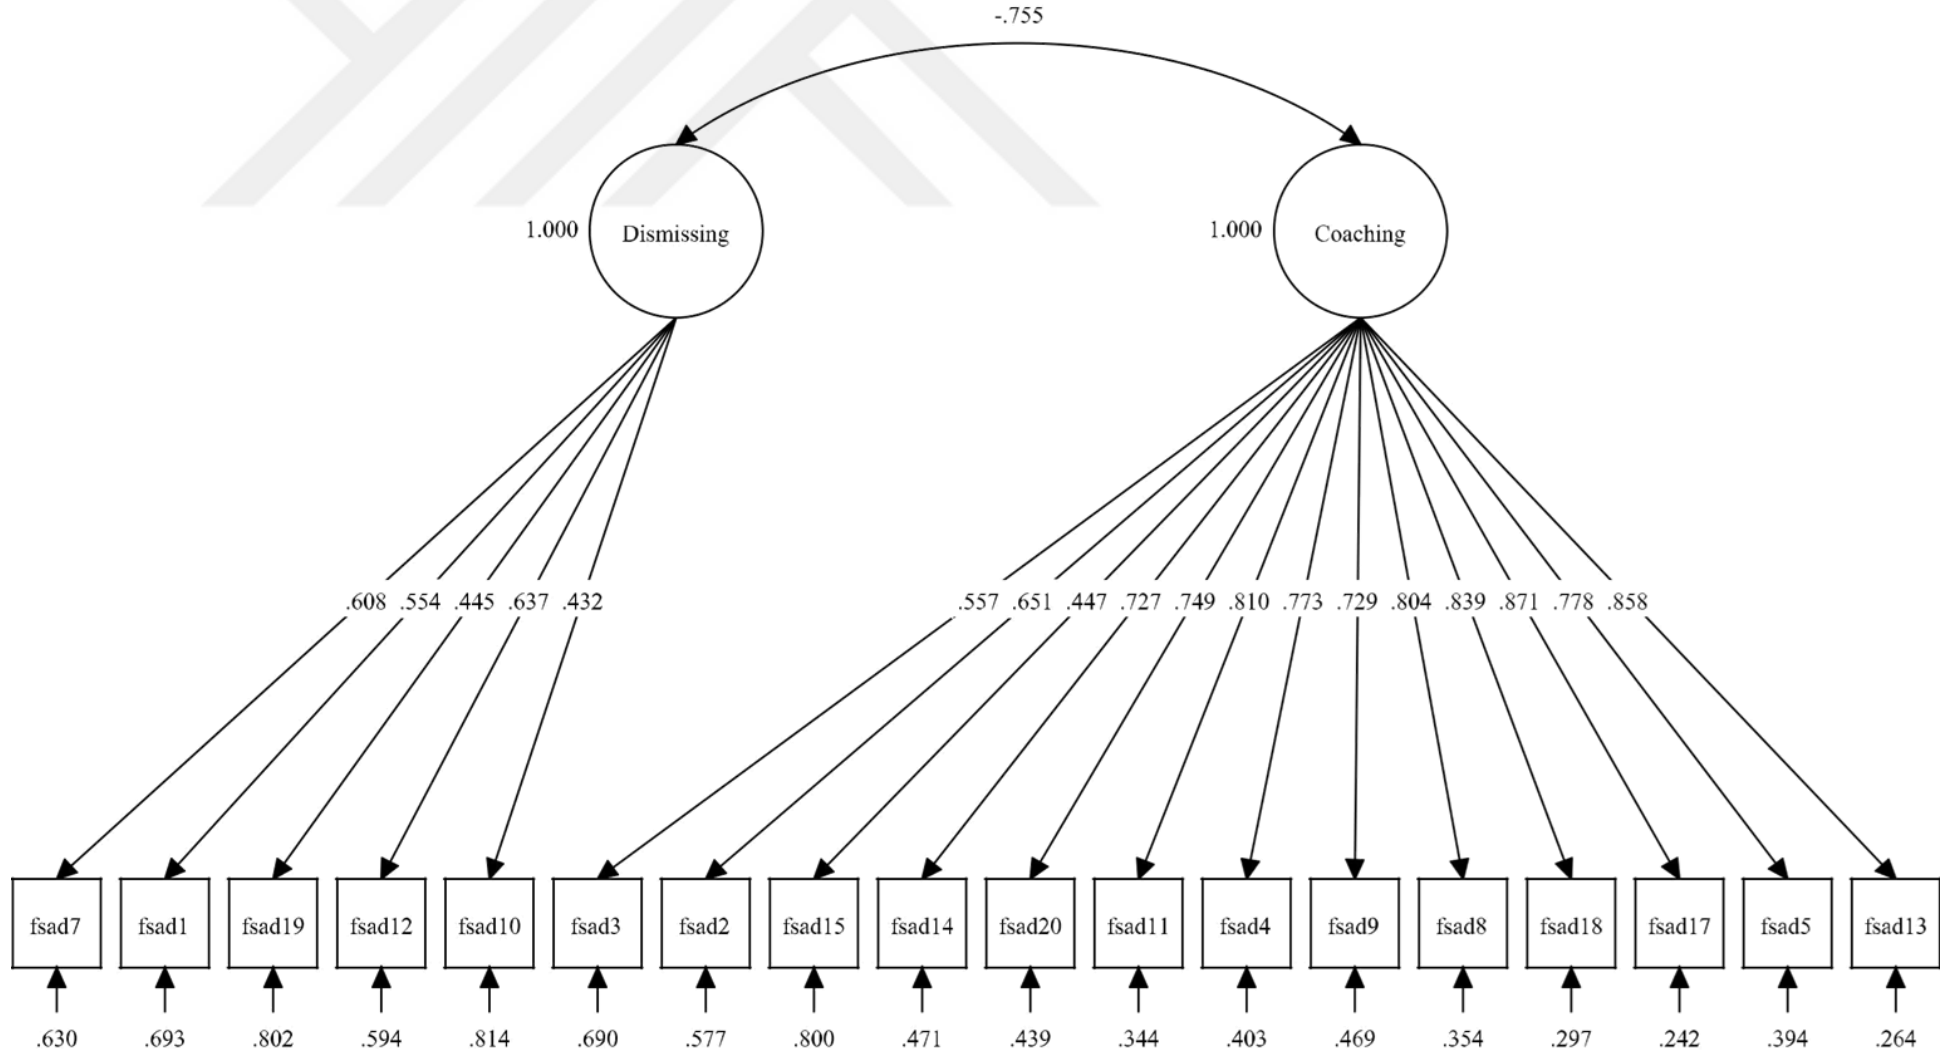 -.755
1.000 Dismissing 1.000 Coaching
.608 .554 .445 .637 .432 .557 .651 .447 .727 .749 .810 .773 .729 .804 .839 .871 .778 .858
fsad7 fsad1 fsad19 fsad12 fsad10 fsad3 fsad2 fsad15 fsad14 fsad20 fsad11 fsad4 fsad9 fsad8 fsad18 fsad17 fsad5 fsad13
.630 .693 .802 .594 .814 .690 .577 .800 .471 .439 .344 .403 .469 .354 .297 .242 .394 .264